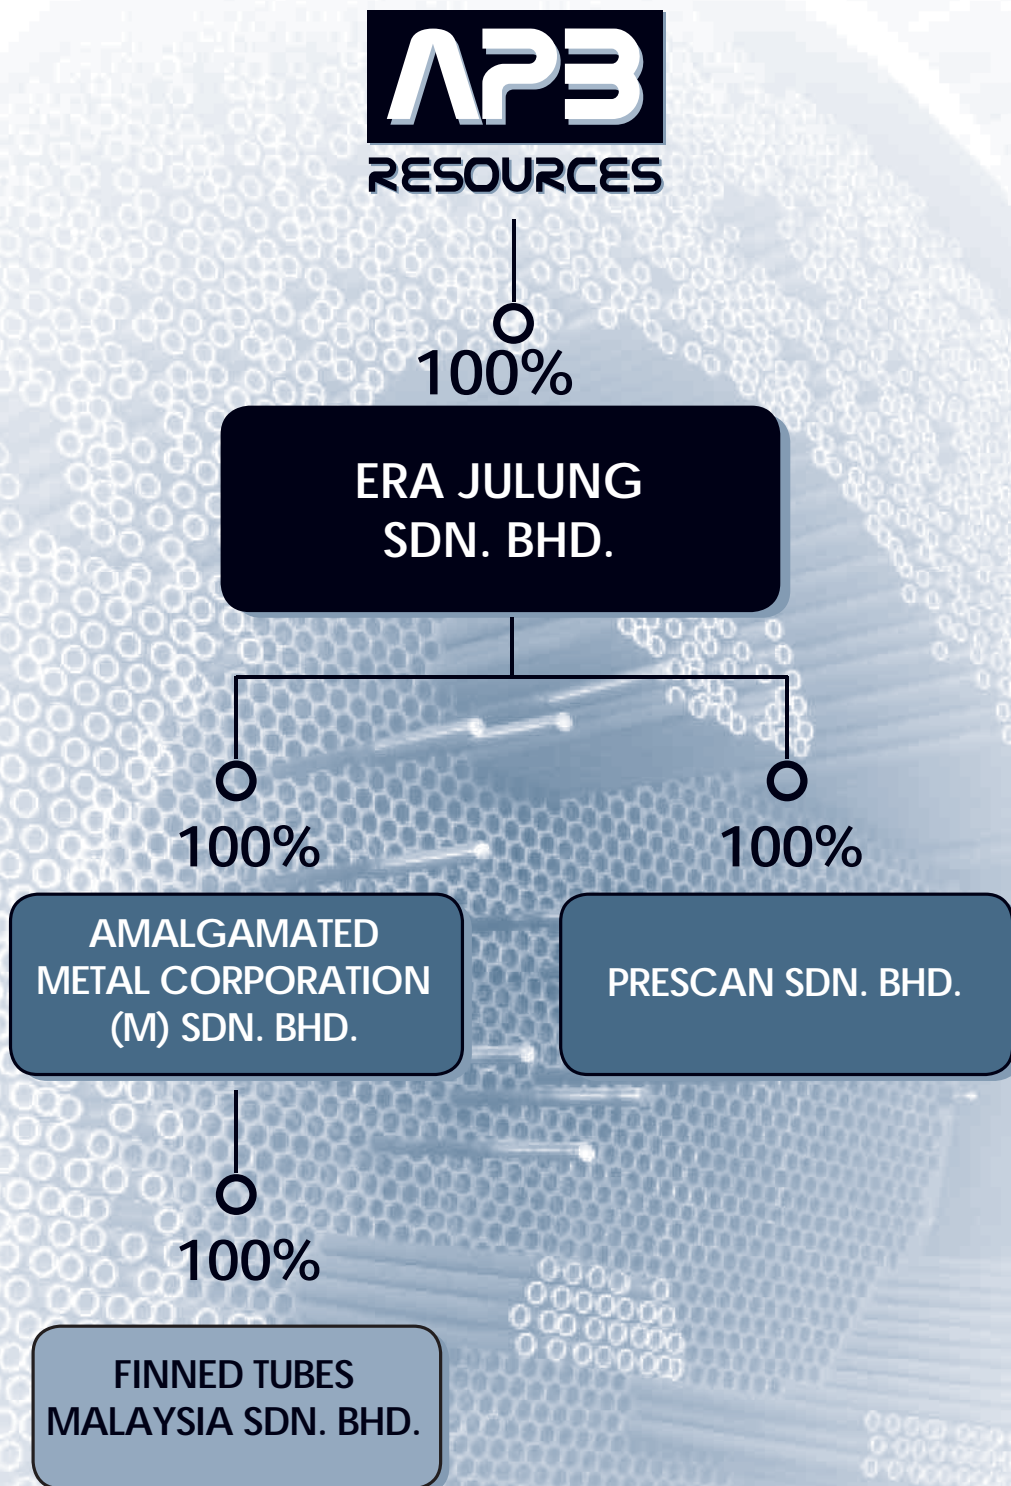 APB
RESOURCES
100%
ERA JULUNG
SDN. BHD.
100%
100%
AMALGAMATED
METAL CORPORATION
(M) SDN. BHD.
PRESCAN SDN. BHD.
100%
FINNED TUBES
MALAYSIA SDN. BHD.